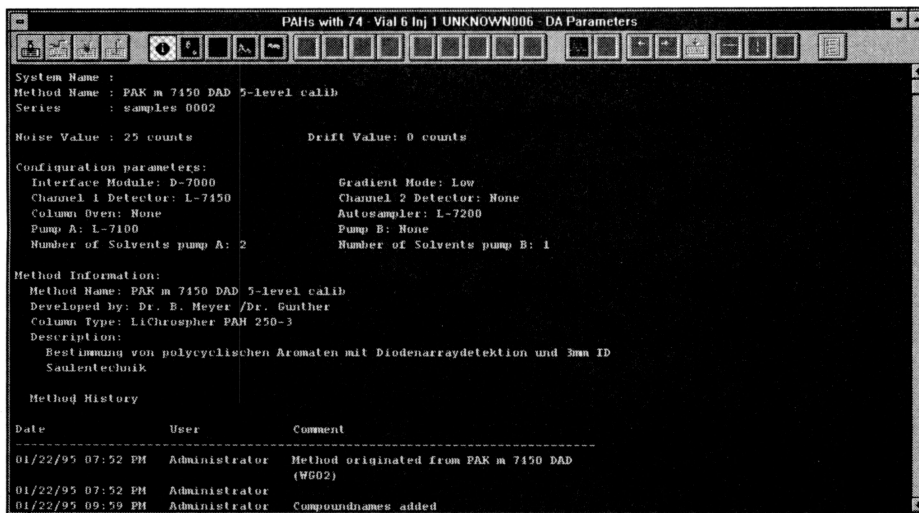 PAHs with 74 - Vial 6 Inj 1 UNKNOWN006 - DA Parameters
System Name :
Method Name : PAK m 7450 DAD 5-level calib
Series : samples 0002
Noise Value : 25 counts Drift Value: 0 counts
Configuration parameters:
Interface Module: D-7000 Gradient Mode: Low
Channel 1 Detector: L-7450 Channel 2 Detector: None
Column Oven: None Autosampler: L-7200
Pump A: L-7100 Pump B: None
Number of Solvents pump A: 2 Number of Solvents pump B: 1
Method Information:
Method Name: PAK m 7450 DAD 5-level calib
Developed by: Dr. B. Meyer /Dr. Gunther
Column Type: LiChrospher PAH 250-3
Description:
Bestimmung von polycyclischen Aromaten mit Diodenarraydetektion und 3mm ID
Saulentechnik
Method History
Date User Comment
01/22/95 07:52 PM Administrator Method originated from PAK m 7450 DAD
(WG02)
01/22/95 07:52 PM Administrator
01/22/95 09:59 PM Administrator Compoundnames added